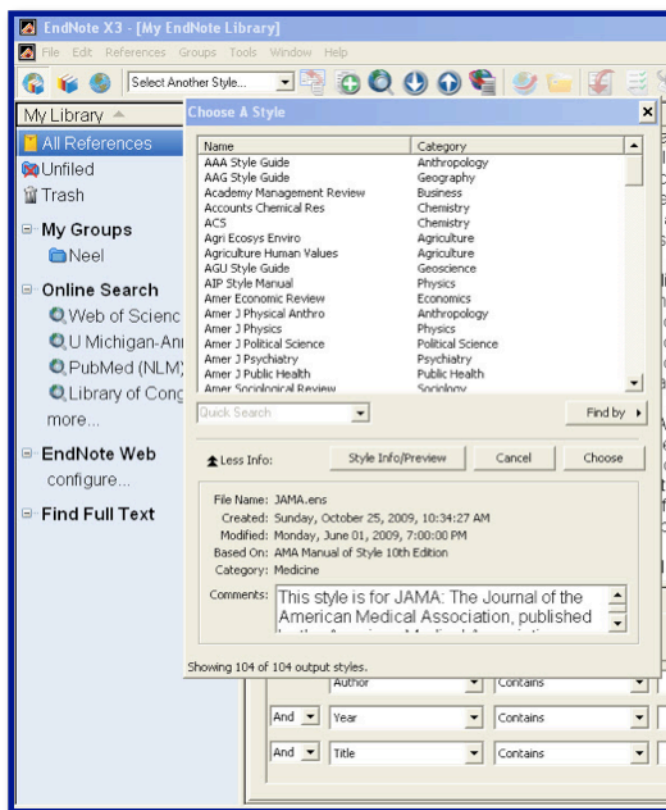 EndNote X3 - [My EndNote Library]
File Edit References Groups Tools Window Help
Select Another Style...
My Library
All References
Unfiled
Trash
My Groups
Neel
Online Search
Web of Scienc
U Michigan-An
PubMed (NLM)
Library of Cong
more...
EndNote Web
configure...
Find Full Text
Choose A Style
Name Category
AAA Style Guide Anthropology
AAG Style Guide Geography
Academy Management Review Business
Accounts Chemical Res Chemistry
ACS Chemistry
Agri Ecosys Enviro Agriculture
Agriculture Human Values Agriculture
AGU Style Guide Geoscience
AIP Style Manual Physics
Amer Economic Review Economics
Amer J Physical Anthro Anthropology
Amer J Physics Physics
Amer J Political Science Political Science
Amer J Psychiatry Psychiatry
Amer J Public Health Public Health
Amer Sociological Review Sociology
Quick Search Find by
Less Info: Style Info/Preview Cancel Choose
File Name: JAMA.ens
Created: Sunday, October 25, 2009, 10:34:27 AM
Modified: Monday, June 01, 2009, 7:00:00 PM
Based On: AMA Manual of Style 10th Edition
Category: Medicine
Comments: This style is for JAMA: The Journal of the
American Medical Association, published
Showing 104 of 104 output styles.
Author Contains
And Year Contains
And Title Contains